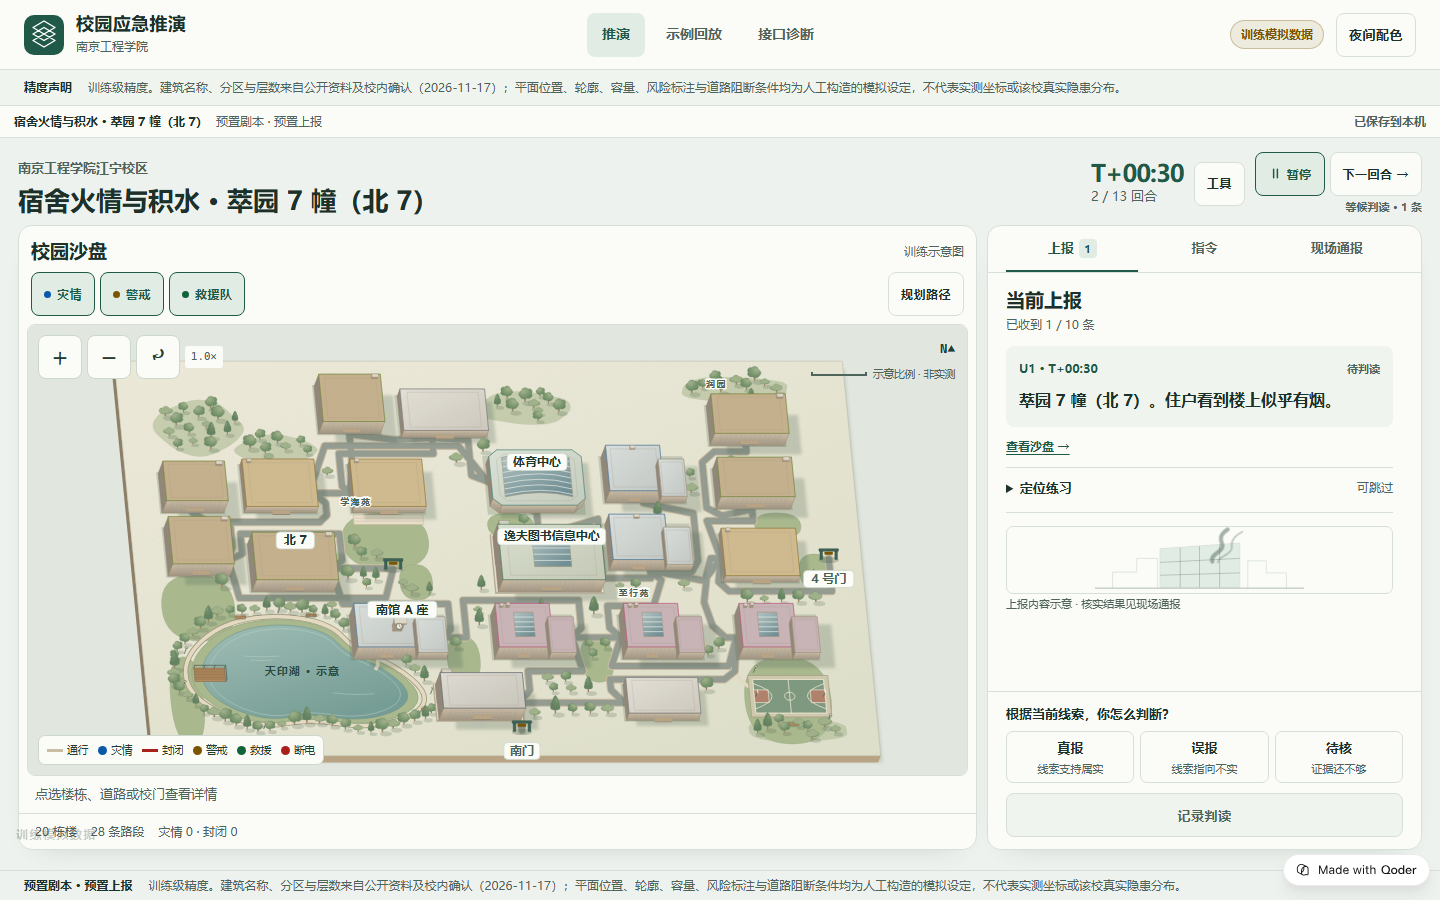 校园应急推演
南京工程学院
推演
示例回放
接口诊断
训练模拟数据
夜间配色
精度声明 训练级精度。建筑名称、分区与层数来自公开资料及校内确认（2026-11-17）；平面位置、轮廓、容量、风险标注与道路阻断条件均为人工构造的模拟设定，不代表实测坐标或该校真实隐患分布。
宿舍火情与积水·萃园 7 幢（北 7） 预置剧本·预置上报
已保存到本机
南京工程学院江宁校区
宿舍火情与积水·萃园 7 幢（北 7）
T+00:30
2 / 13 回合
工具
暂停
下一回合 →
等候判读·1 条
校园沙盘
训练示意图
灾情
警戒
救援队
规划路径
+
−
1.0×
N▲
示意比例·非实测
润园
体育中心
学海苑
北 7
逸夫图书信息中心
4 号门
至行苑
南馆 A 座
天印湖·示意
南门
通行
灾情
封闭
警戒
救援
断电
点选楼栋、道路或校门查看详情
20 栋楼 28 条路段 灾情 0·封闭 0
训练模拟数据
上报 1
指令
现场通报
当前上报
已收到 1 / 10 条
U1·T+00:30
待判读
萃园 7 幢（北 7）。住户看到楼上似乎有烟。
查看沙盘 →
▶ 定位练习
可跳过
上报内容示意·核实结果见现场通报
根据当前线索，你怎么判断？
真报
线索支持属实
误报
线索指向不实
待核
证据还不够
记录判读
预置剧本·预置上报 训练级精度。建筑名称、分区与层数来自公开资料及校内确认（2026-11-17）；平面位置、轮廓、容量、风险标注与道路阻断条件均为人工构造的模拟设定，不代表实测坐标或该校真实隐患分布。
Made with Qoder